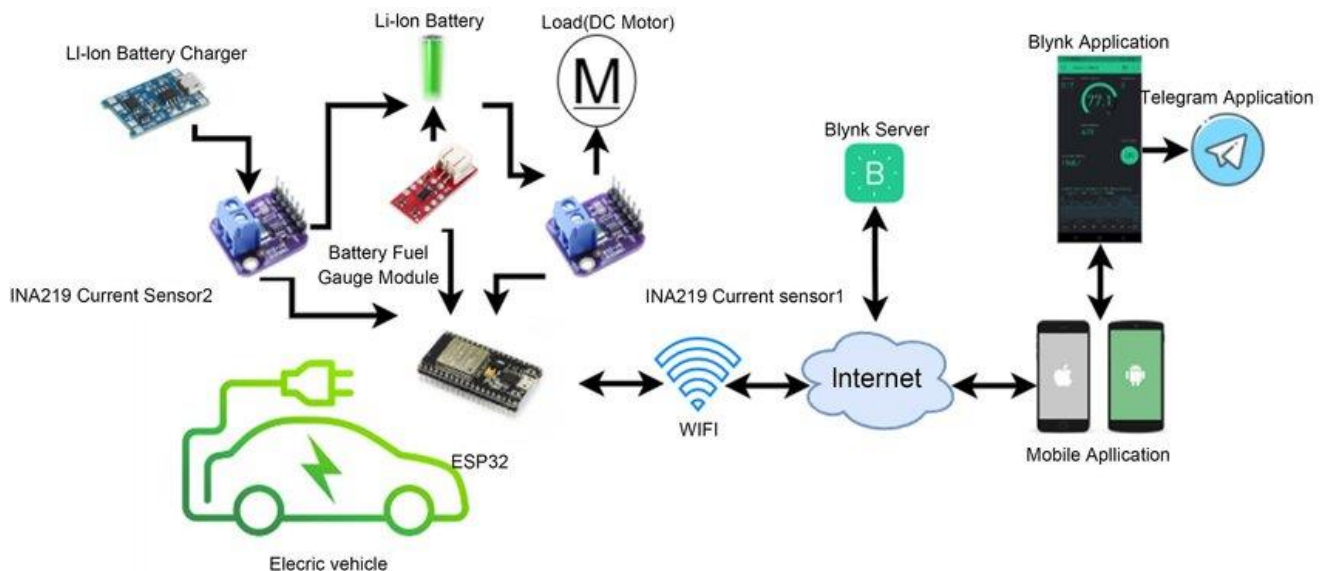 Li-Ion Battery
Load(DC Motor)
LI-Ion Battery Charger
M
Blynk Application
Telegram Application
Blynk Server
B
Battery Fuel
Gauge Module
INA219 Current Sensor2
INA219 Current sensor1
Internet
WIFI
Mobile Apllication
ESP32
Elecric vehicle